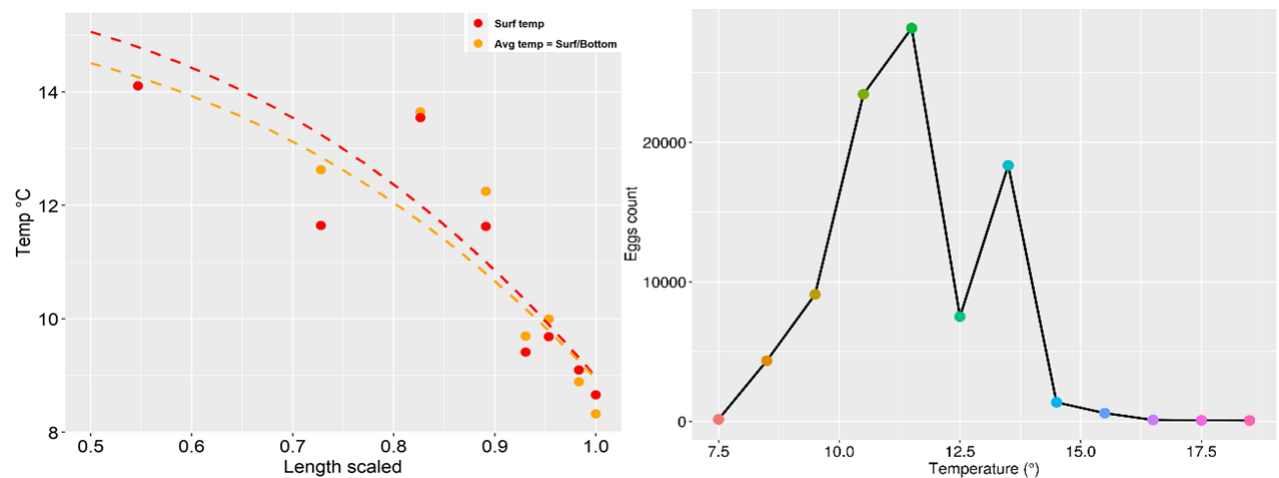 Surf temp
Avg temp = Surf/Bottom
Temp °C
14
12
10
8
0.5 0.6 0.7 0.8 0.9 1.0
Length scaled
Eggs count
20000
10000
0
7.5 10.0 12.5 15.0 17.5
Temperature (°)